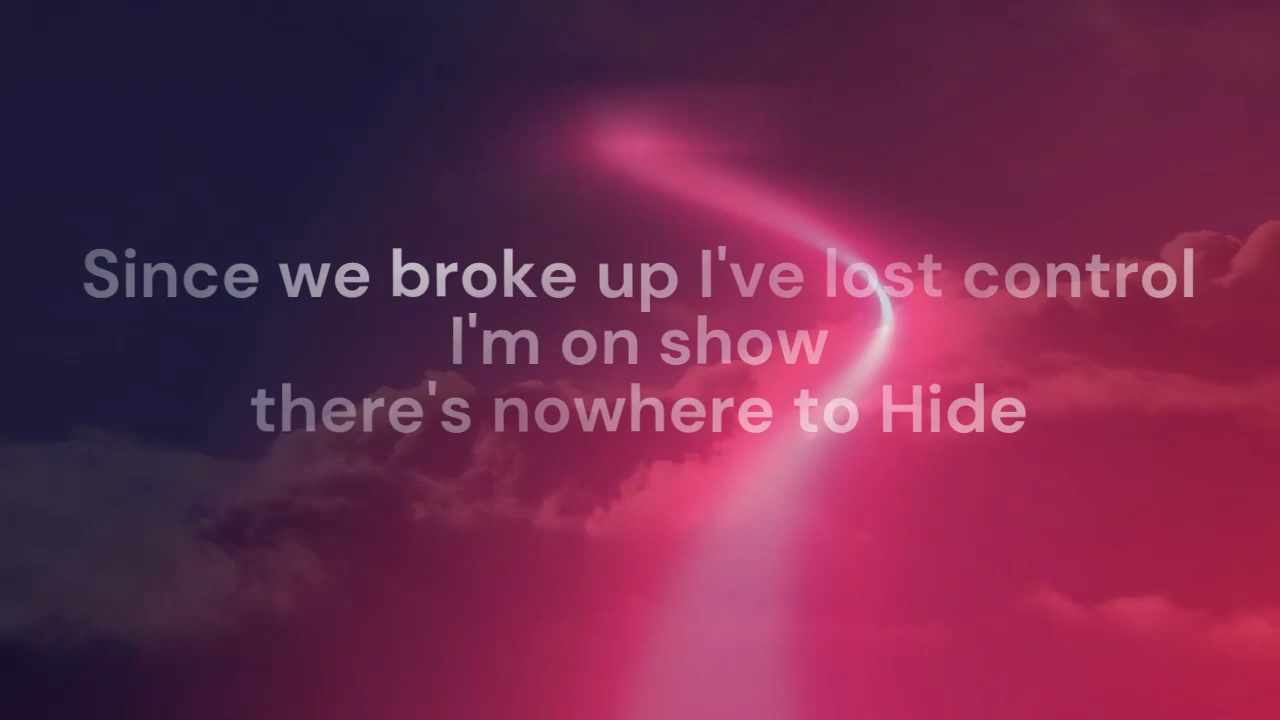 Since we broke up I've lost control
I'm on show
there's nowhere to Hide